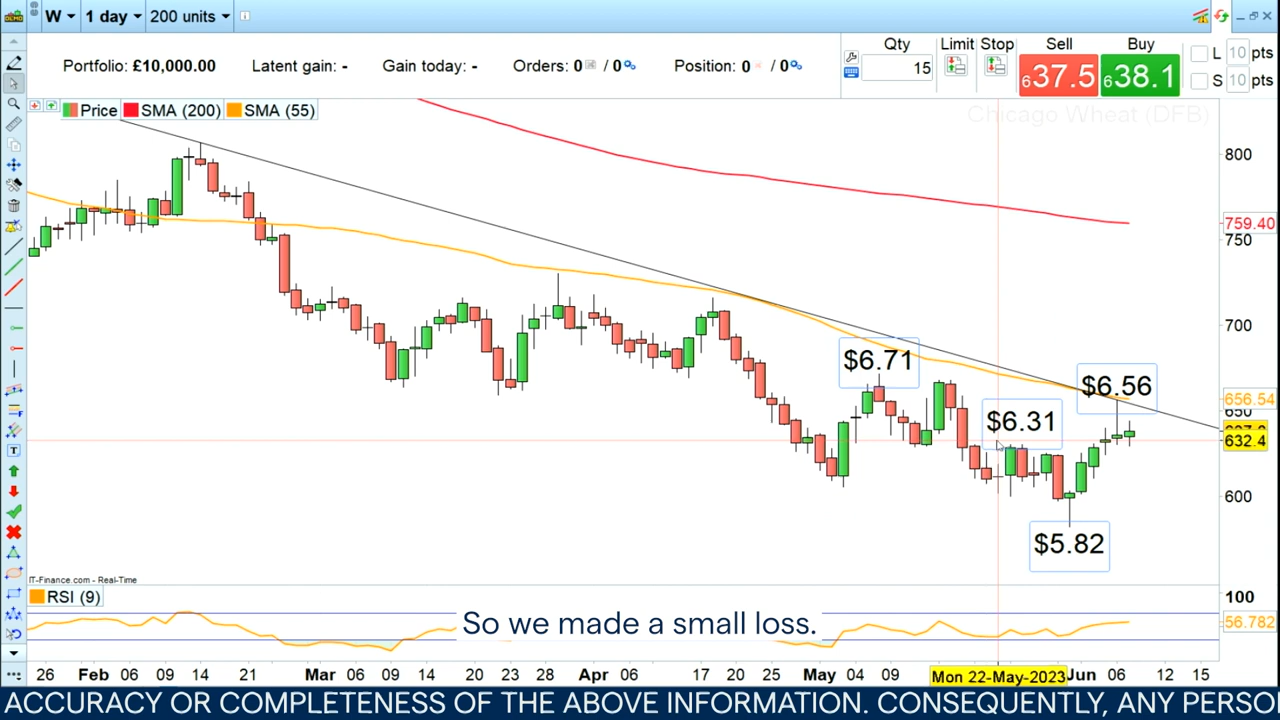 W 1 day 200 units
Portfolio: £10,000.00 Latent gain: - Gain today: - Orders: 0 / 0 Position: 0 / 0
Qty Limit Stop Sell Buy
15
637.5 638.1
L 10 pts
S 10 pts
Price SMA (200) SMA (55)
Chicago Wheat (DFB)
800
759.40
750
700
$6.71
$6.56
656.54
650
$6.31
632.4
600
$5.82
IT-Finance.com - Real-Time
RSI (9)
100
56.782
So we made a small loss.
26 Feb 06 09 14 21 Mar 06 09 14 20 23 28 Apr 06 17 20 25 May 04 09 Mon 22-May-2023 Jun 06 12 15
ACCURACY OR COMPLETENESS OF THE ABOVE INFORMATION. CONSEQUENTLY, ANY PERSO